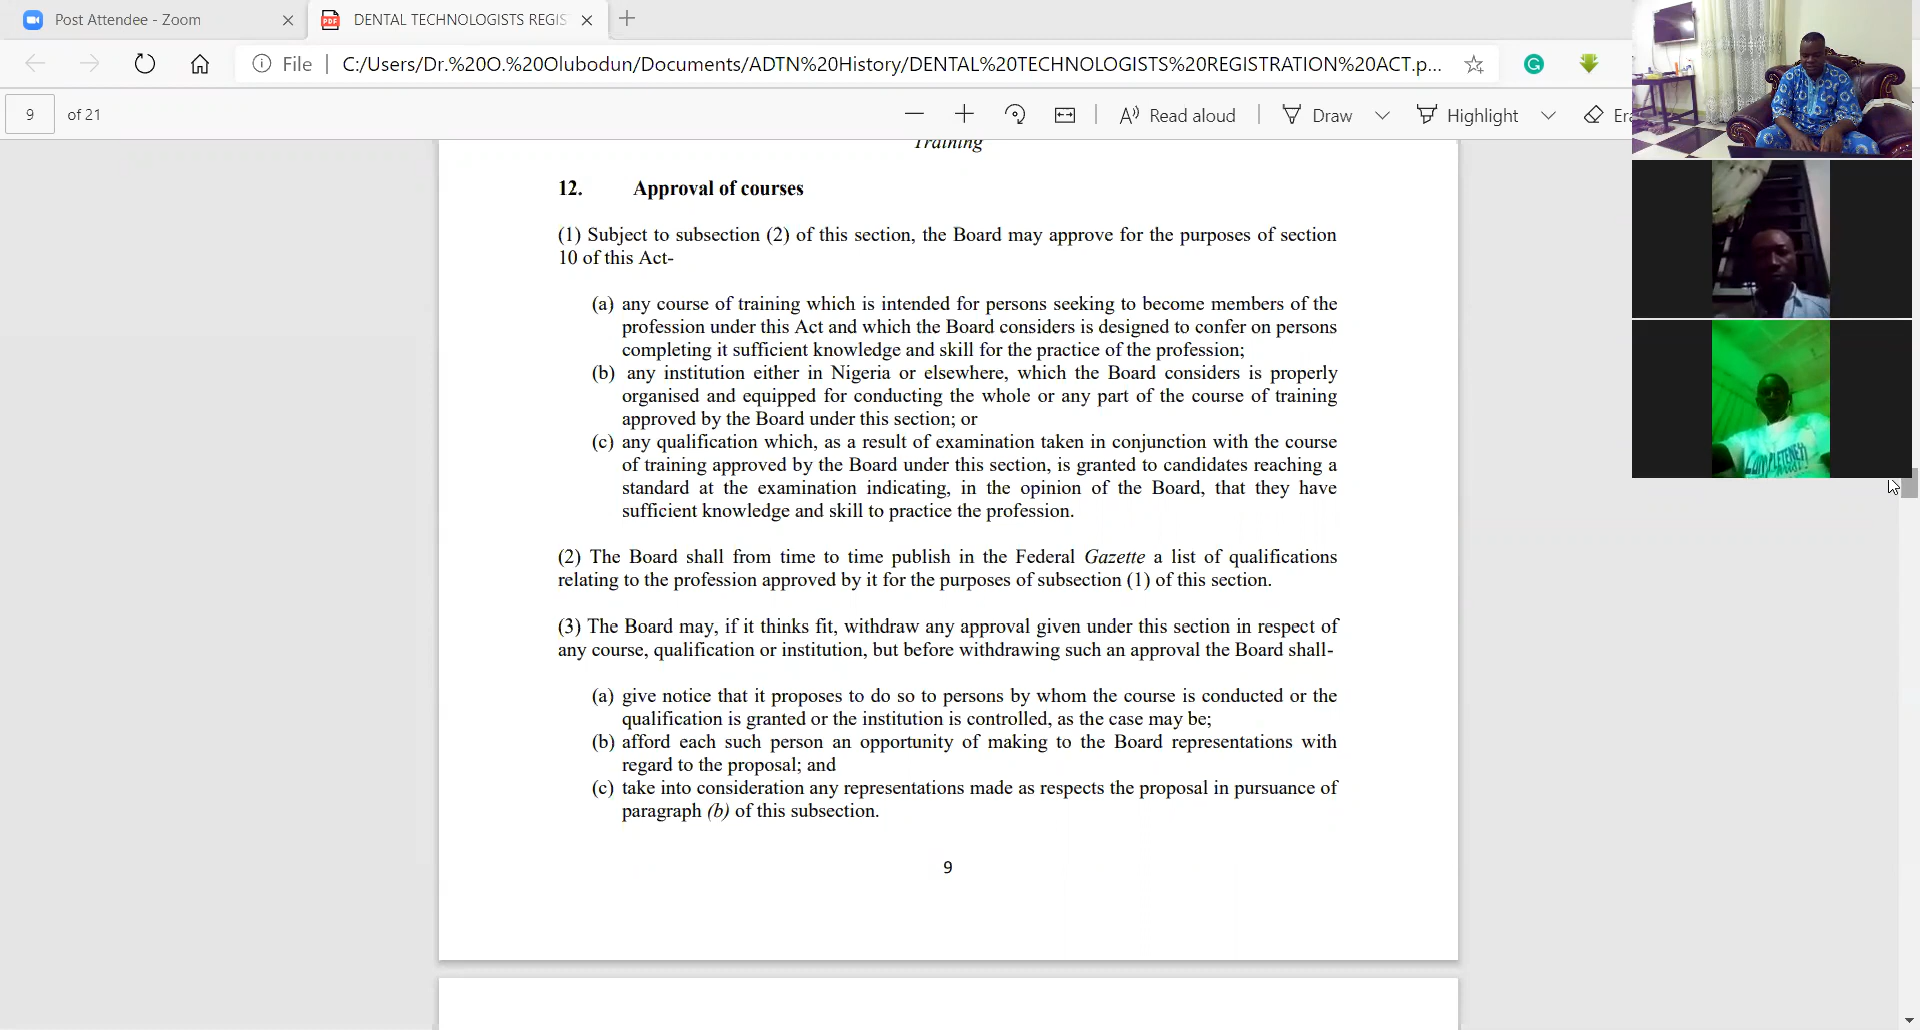 Post Attendee - Zoom
DENTAL TECHNOLOGISTS REGIS
File
C:/Users/Dr.%20O.%20Olubodun/Documents/ADTN%20History/DENTAL%20TECHNOLOGISTS%20REGISTRATION%20ACT.p...
9 of 21
Read aloud
Draw
Highlight
Era
Training
12. Approval of courses
(1) Subject to subsection (2) of this section, the Board may approve for the purposes of section
10 of this Act-
(a) any course of training which is intended for persons seeking to become members of the
profession under this Act and which the Board considers is designed to confer on persons
completing it sufficient knowledge and skill for the practice of the profession;
(b) any institution either in Nigeria or elsewhere, which the Board considers is properly
organised and equipped for conducting the whole or any part of the course of training
approved by the Board under this section; or
(c) any qualification which, as a result of examination taken in conjunction with the course
of training approved by the Board under this section, is granted to candidates reaching a
standard at the examination indicating, in the opinion of the Board, that they have
sufficient knowledge and skill to practice the profession.
(2) The Board shall from time to time publish in the Federal Gazette a list of qualifications
relating to the profession approved by it for the purposes of subsection (1) of this section.
(3) The Board may, if it thinks fit, withdraw any approval given under this section in respect of
any course, qualification or institution, but before withdrawing such an approval the Board shall-
(a) give notice that it proposes to do so to persons by whom the course is conducted or the
qualification is granted or the institution is controlled, as the case may be;
(b) afford each such person an opportunity of making to the Board representations with
regard to the proposal; and
(c) take into consideration any representations made as respects the proposal in pursuance of
paragraph (b) of this subsection.
9